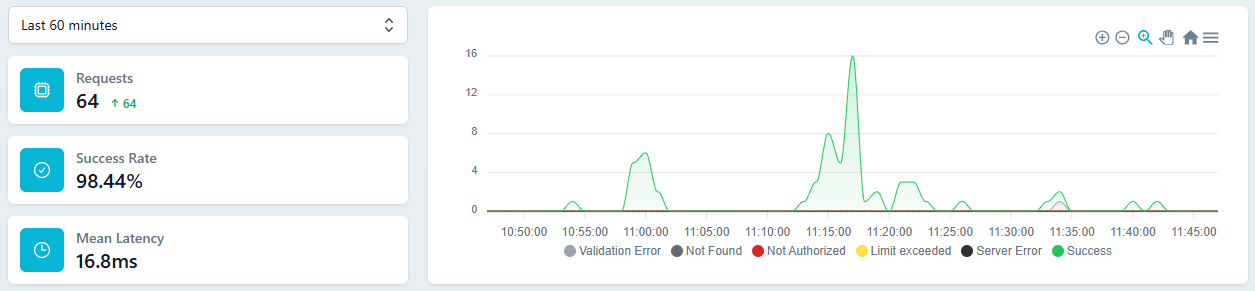 Last 60 minutes
Requests
64 ↑ 64
Success Rate
98.44%
Mean Latency
16.8ms
16
12
8
4
0
10:50:00 10:55:00 11:00:00 11:05:00 11:10:00 11:15:00 11:20:00 11:25:00 11:30:00 11:35:00 11:40:00 11:45:00
Validation Error Not Found Not Authorized Limit exceeded Server Error Success